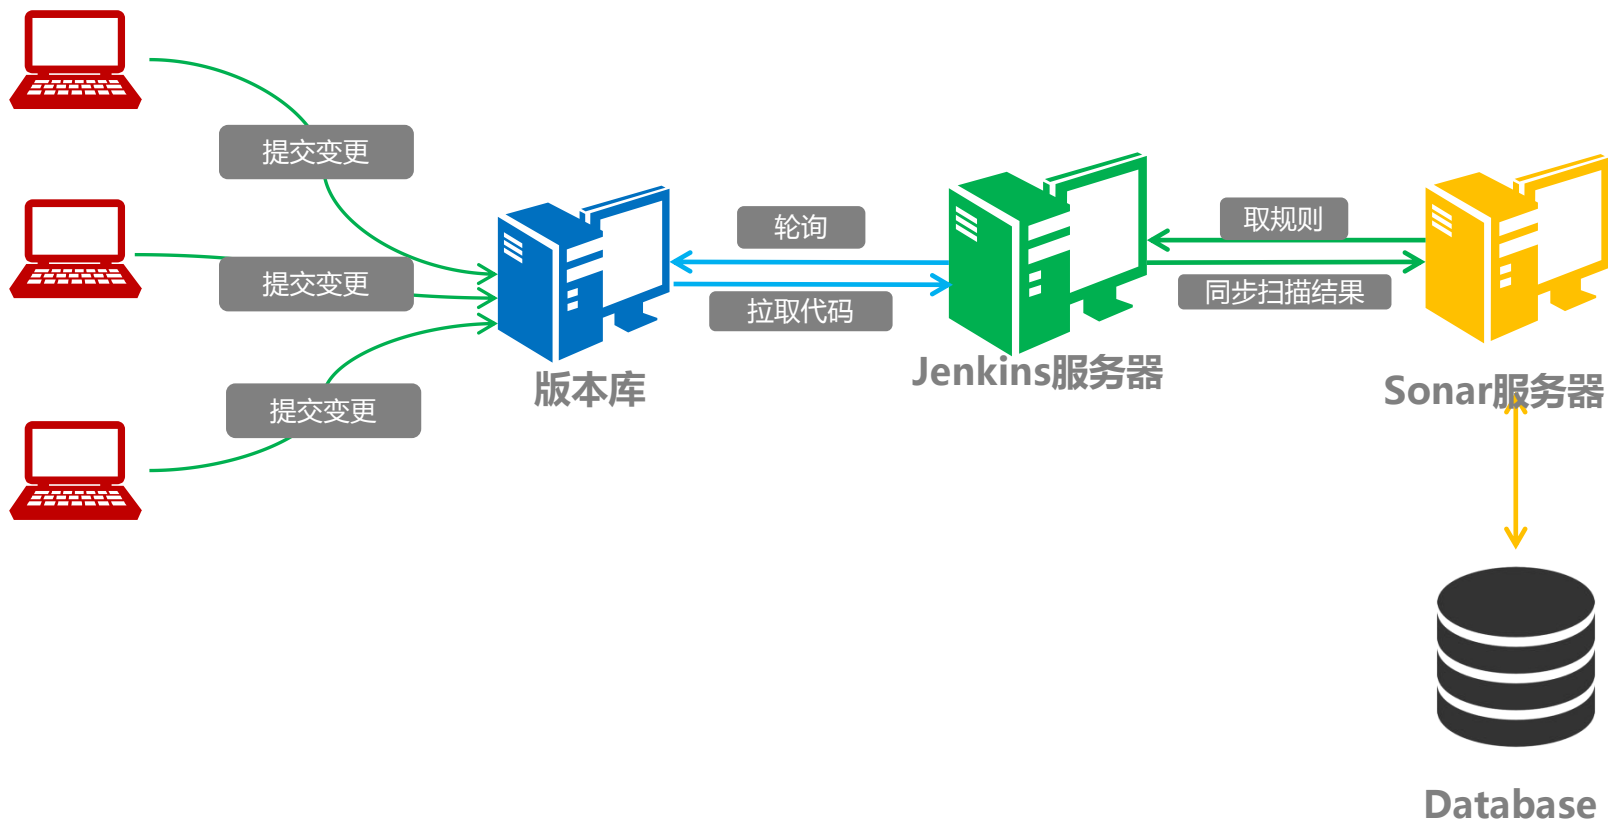 提交变更
提交变更
提交变更
版本库
轮询
拉取代码
Jenkins服务器
取规则
同步扫描结果
Sonar服务器
Database